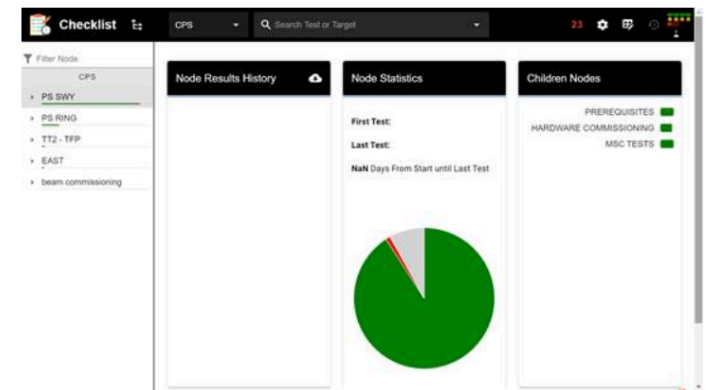 Checklist
CPS
Search Test or Target
23
Filter Node
CPS
PS SWY
PS RING
TT2 - TFP
EAST
beam commissioning
Node Results History
Node Statistics
First Test:
Last Test:
NaN Days From Start until Last Test
Children Nodes
PREREQUISITES
HARDWARE COMMISSIONING
MSC TESTS